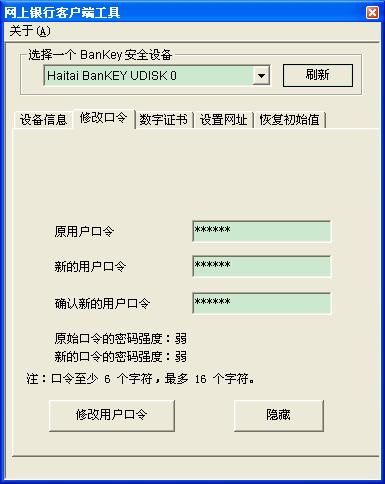 网上银行客户端工具
关于(A)
选择一个 BanKey 安全设备
Haitai BanKEY UDISK 0
刷新
设备信息 修改口令 数字证书 设置网址 恢复初始值
原用户口令 ******
新的用户口令 ******
确认新的用户口令 ******
原始口令的密码强度：弱
新的口令的密码强度：弱
注：口令至少 6 个字符，最多 16 个字符。
修改用户口令 隐藏